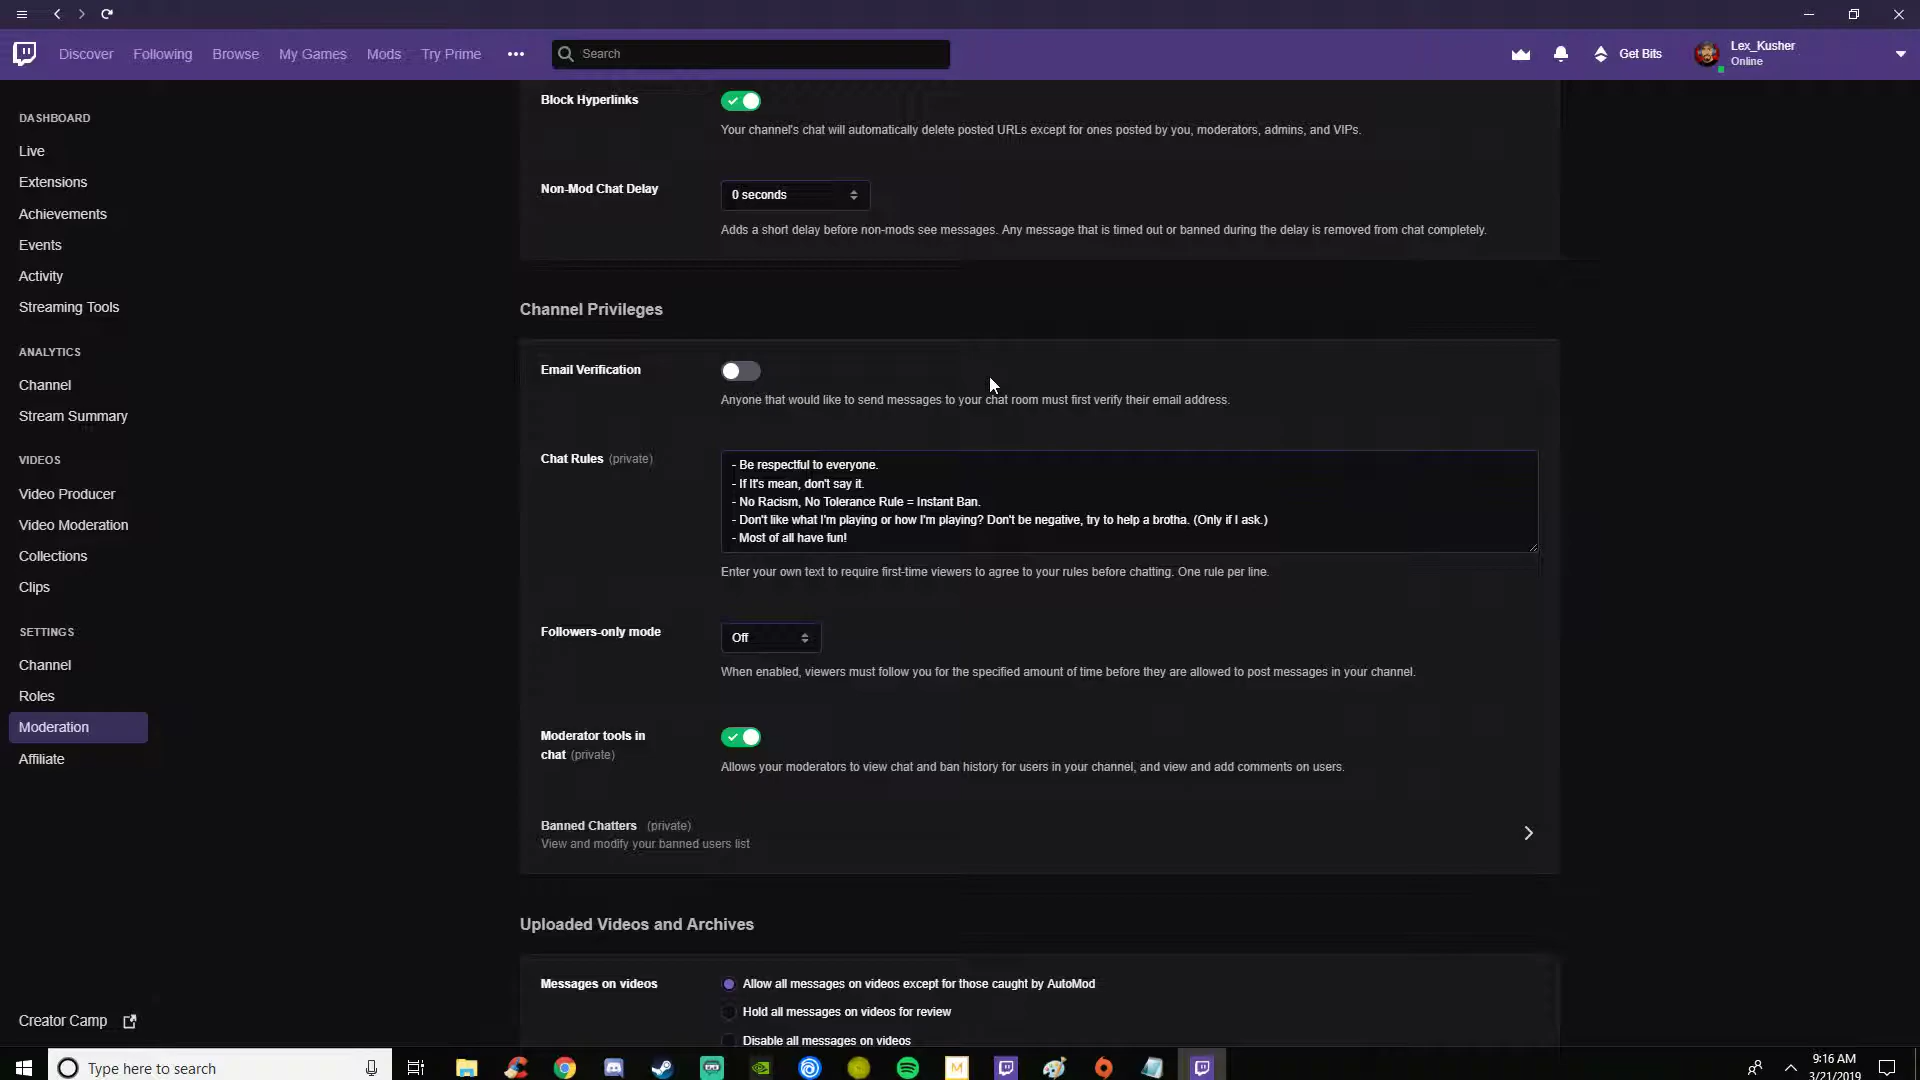 Discover
Following
Browse
My Games
Mods
Try Prime
Search
Get Bits
Lex_Kusher
Online
DASHBOARD
Live
Extensions
Achievements
Events
Activity
Streaming Tools
ANALYTICS
Channel
Stream Summary
VIDEOS
Video Producer
Video Moderation
Collections
Clips
SETTINGS
Channel
Roles
Moderation
Affiliate
Creator Camp
Block Hyperlinks
Your channel's chat will automatically delete posted URLs except for ones posted by you, moderators, admins, and VIPs.
Non-Mod Chat Delay
0 seconds
Adds a short delay before non-mods see messages. Any message that is timed out or banned during the delay is removed from chat completely.
Channel Privileges
Email Verification
Anyone that would like to send messages to your chat room must first verify their email address.
Chat Rules (private)
- Be respectful to everyone.
- If It's mean, don't say it.
- No Racism, No Tolerance Rule = Instant Ban.
- Don't like what I'm playing or how I'm playing? Don't be negative, try to help a brotha. (Only if I ask.)
- Most of all have fun!
Enter your own text to require first-time viewers to agree to your rules before chatting. One rule per line.
Followers-only mode
Off
When enabled, viewers must follow you for the specified amount of time before they are allowed to post messages in your channel.
Moderator tools in
chat (private)
Allows your moderators to view chat and ban history for users in your channel, and view and add comments on users.
Banned Chatters (private)
View and modify your banned users list
Uploaded Videos and Archives
Messages on videos
Allow all messages on videos except for those caught by AutoMod
Hold all messages on videos for review
Disable all messages on videos
Type here to search
M
9:16 AM
3/21/2019